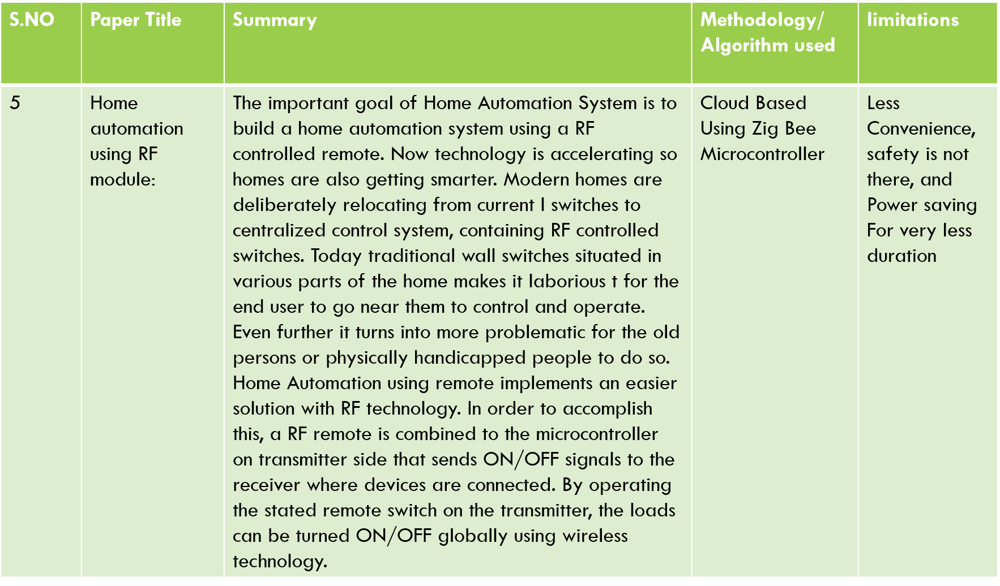 S.NO
Paper Title
Summary
Methodology/
Algorithm used
limitations
5
Home
automation
using RF
module:
The important goal of Home Automation System is to
build a home automation system using a RF
controlled remote. Now technology is accelerating so
homes are also getting smarter. Modern homes are
deliberately relocating from current l switches to
centralized control system, containing RF controlled
switches. Today traditional wall switches situated in
various parts of the home makes it laborious t for the
end user to go near them to control and operate.
Even further it turns into more problematic for the old
persons or physically handicapped people to do so.
Home Automation using remote implements an easier
solution with RF technology. In order to accomplish
this, a RF remote is combined to the microcontroller
on transmitter side that sends ON/OFF signals to the
receiver where devices are connected. By operating
the stated remote switch on the transmitter, the loads
can be turned ON/OFF globally using wireless
technology.
Cloud Based
Using Zig Bee
Microcontroller
Less
Convenience,
safety is not
there, and
Power saving
For very less
duration